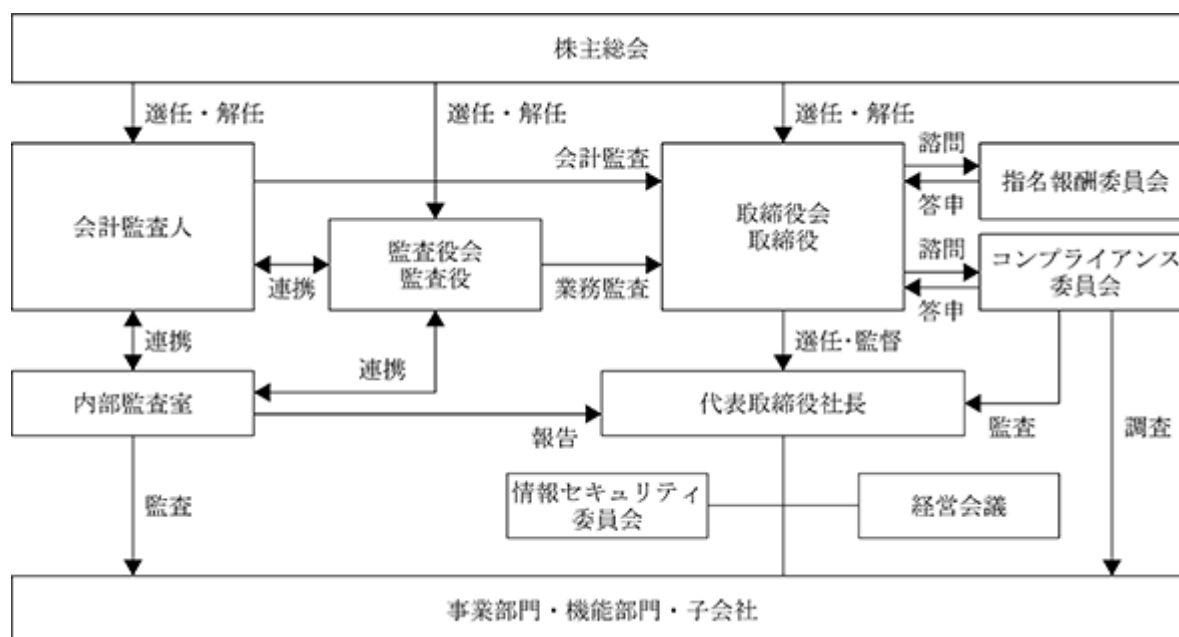 株主総会
選任・解任
選任・解任
選任・解任
会計監査
諮問
指名報酬委員会
答申
会計監査人
取締役会
取締役
監査役会
監査役
連携
業務監査
諮問
コンプライアンス
委員会
答申
連携
選任・監督
連携
内部監査室
代表取締役社長
報告
監査
調査
監査
情報セキュリティ
委員会
経営会議
事業部門・機能部門・子会社